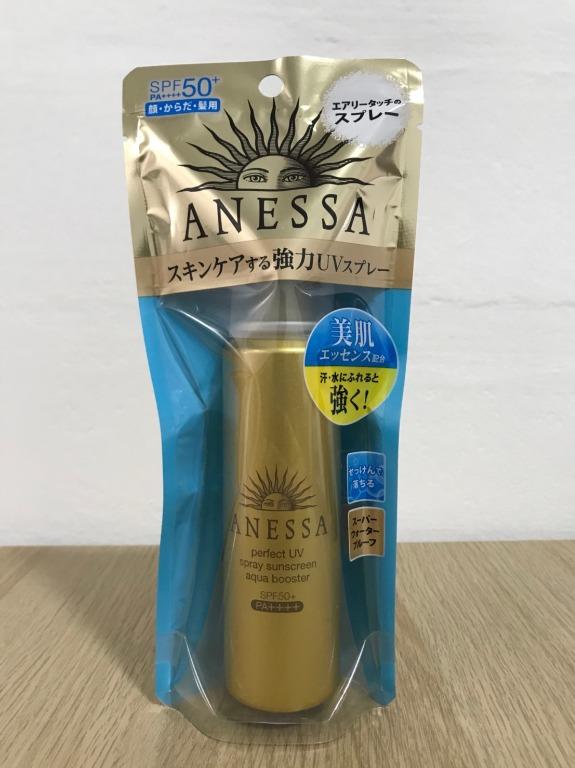 SPF50+
PA++++
顔・からだ・髪用
エアリータッチの
スプレー
ANESSA
スキンケアする強力UVスプレー
美肌
エッセンス配合
汗・水にふれると
強く!
せっけんで
落ちる
スーパー
ウォーター
プルーフ
ANESSA
perfect UV
spray sunscreen
aqua booster
SPF50+
PA++++